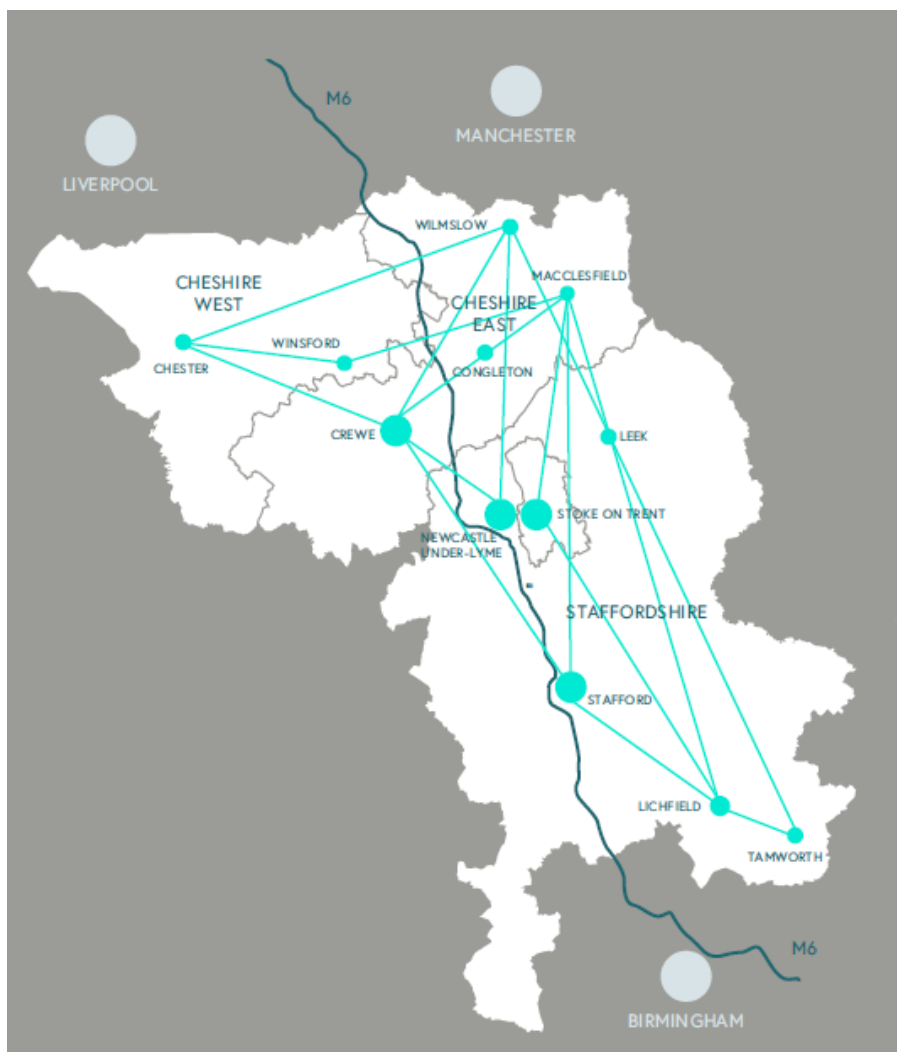 M6
MANCHESTER
LIVERPOOL
WILMSLOW
MACCLESFIELD
CHESHIRE
WEST
CHESHIRE
EAST
WINSFORD
CHESTER
CONGLETON
CREWE
LEEK
STOKE ON TRENT
NEWCASTLE
UNDER-LYME
STAFFORDSHIRE
STAFFORD
LICHFIELD
TAMWORTH
M6
BIRMINGHAM